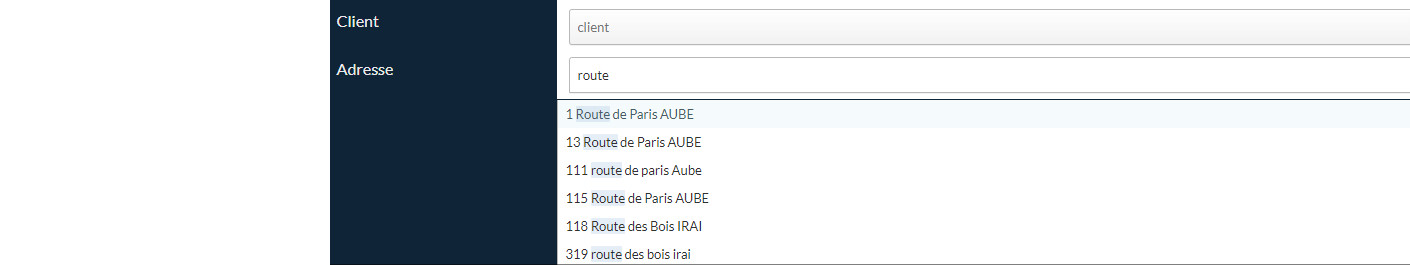 Client
client
Adresse
route
1 Route de Paris AUBE
13 Route de Paris AUBE
111 route de paris Aube
115 Route de Paris AUBE
118 Route des Bois IRAI
319 route des bois irai